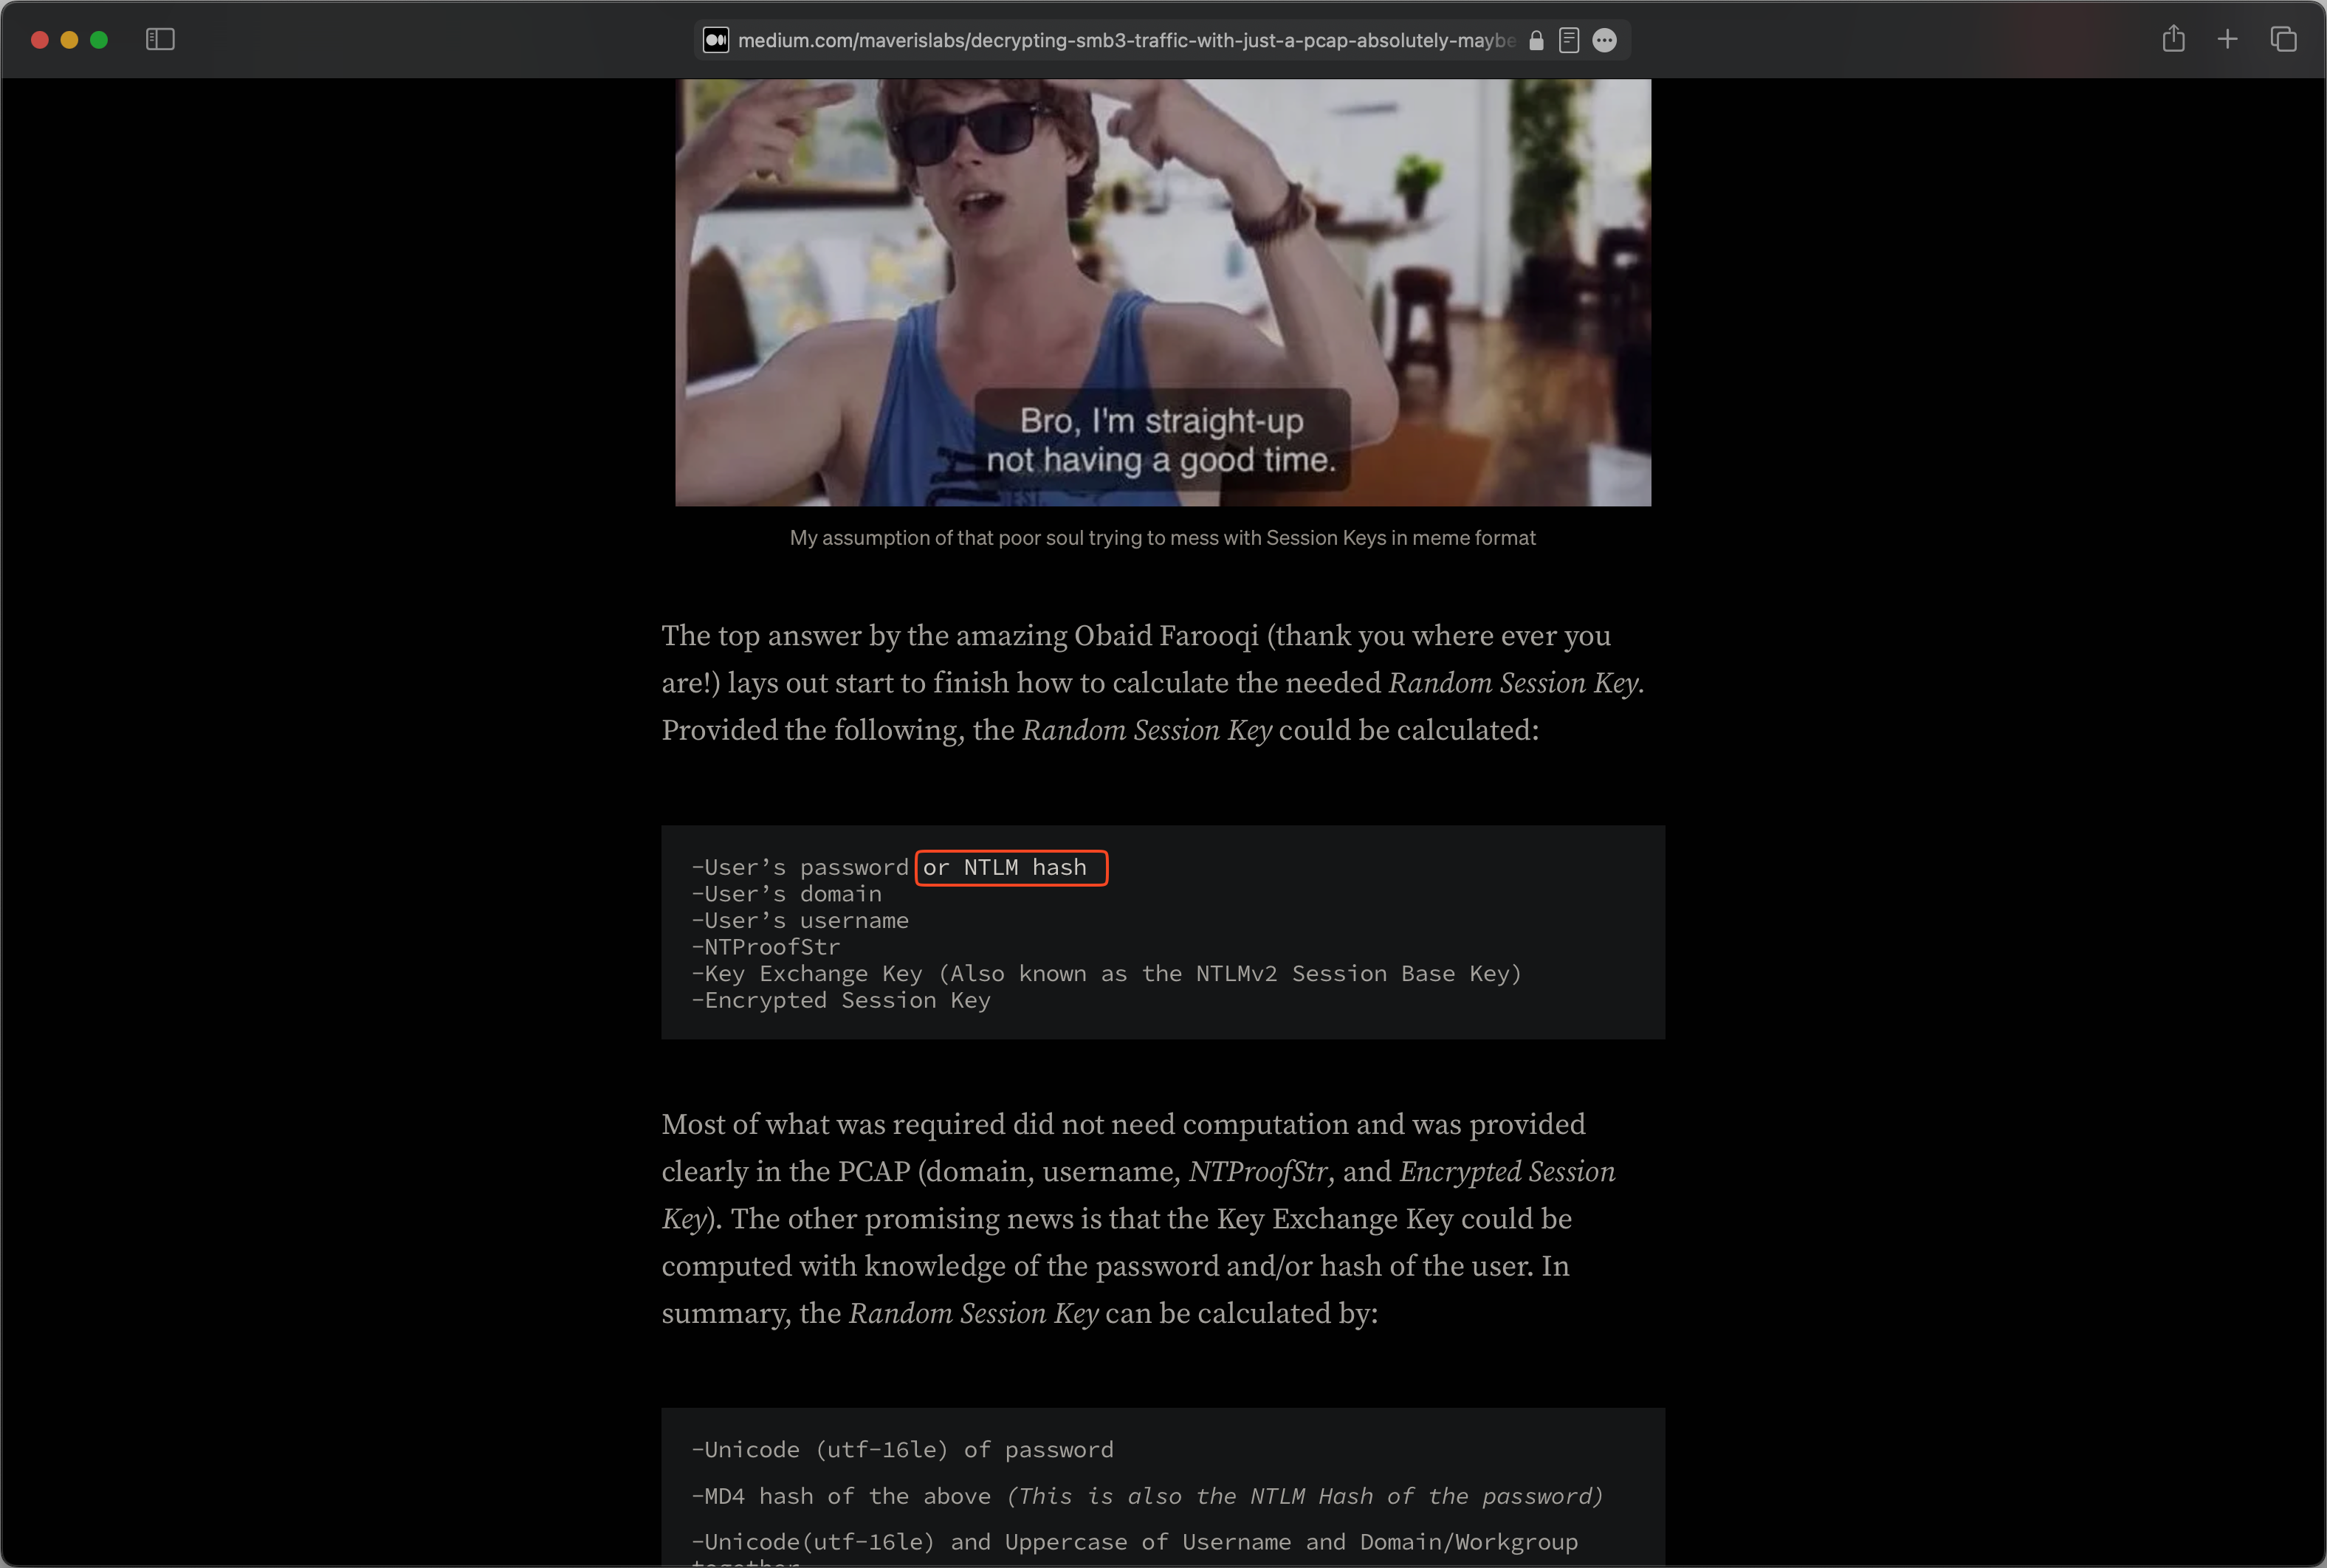 medium.com/maverislabs/decrypting-smb3-traffic-with-just-a-pcap-absolutely-maybe
Bro, I'm straight-up
not having a good time.
My assumption of that poor soul trying to mess with Session Keys in meme format
The top answer by the amazing Obaid Farooqi (thank you where ever you
are!) lays out start to finish how to calculate the needed Random Session Key.
Provided the following, the Random Session Key could be calculated:
-User’s password or NTLM hash
-User’s domain
-User’s username
-NTProofStr
-Key Exchange Key (Also known as the NTLMv2 Session Base Key)
-Encrypted Session Key
Most of what was required did not need computation and was provided
clearly in the PCAP (domain, username, NTProofStr, and Encrypted Session
Key). The other promising news is that the Key Exchange Key could be
computed with knowledge of the password and/or hash of the user. In
summary, the Random Session Key can be calculated by:
-Unicode (utf-16le) of password
-MD4 hash of the above (This is also the NTLM Hash of the password)
-Unicode(utf-16le) and Uppercase of Username and Domain/Workgroup